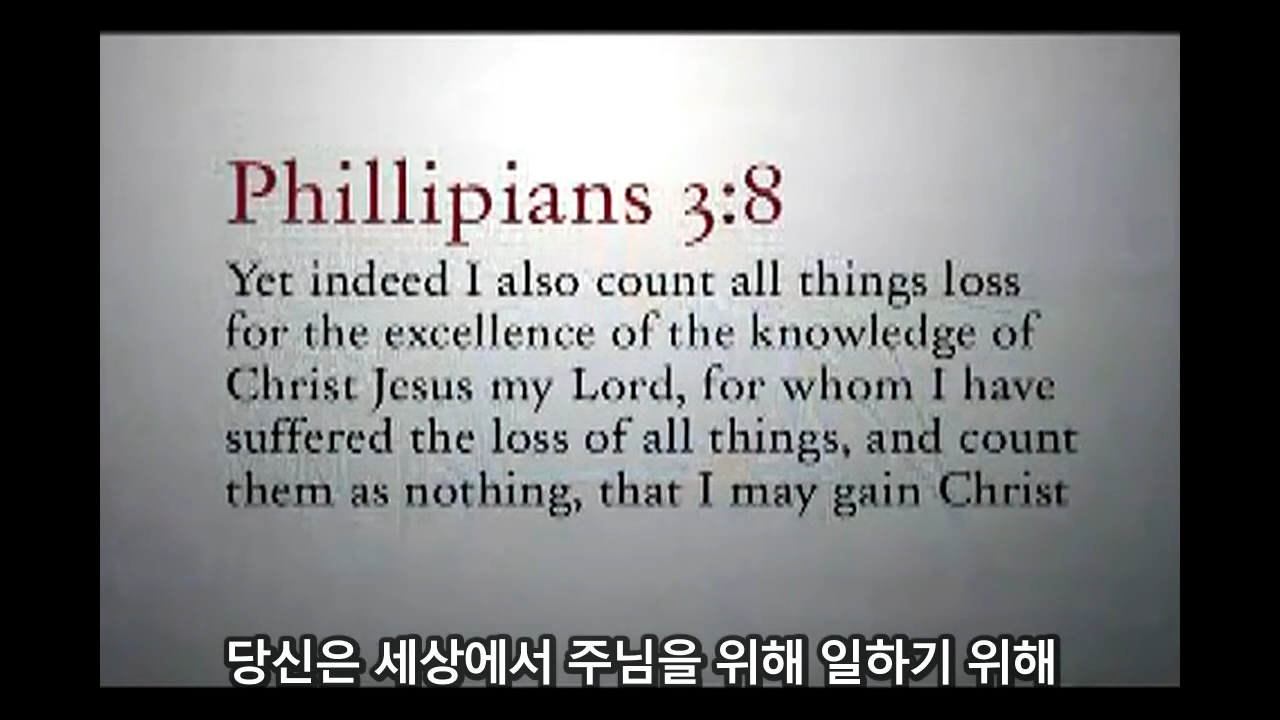 Phillipians 3:8
Yet indeed I also count all things loss
for the excellence of the knowledge of
Christ Jesus my Lord, for whom I have
suffered the loss of all things, and count
them as nothing, that I may gain Christ
당신은 세상에서 주님을 위해 일하기 위해